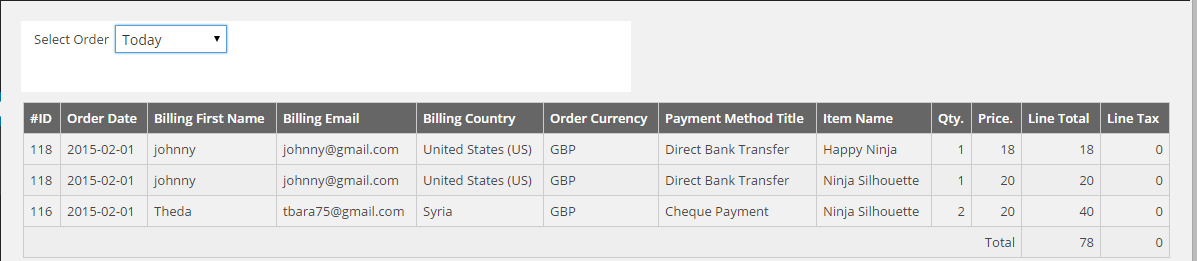 Select Order Today
#ID Order Date Billing First Name Billing Email Billing Country Order Currency Payment Method Title Item Name Qty. Price. Line Total Line Tax
118 2015-02-01 johnny johnny@gmail.com United States (US) GBP Direct Bank Transfer Happy Ninja 1 18 18 0
118 2015-02-01 johnny johnny@gmail.com United States (US) GBP Direct Bank Transfer Ninja Silhouette 1 20 20 0
116 2015-02-01 Theda tbara75@gmail.com Syria GBP Cheque Payment Ninja Silhouette 2 20 40 0
Total 78 0